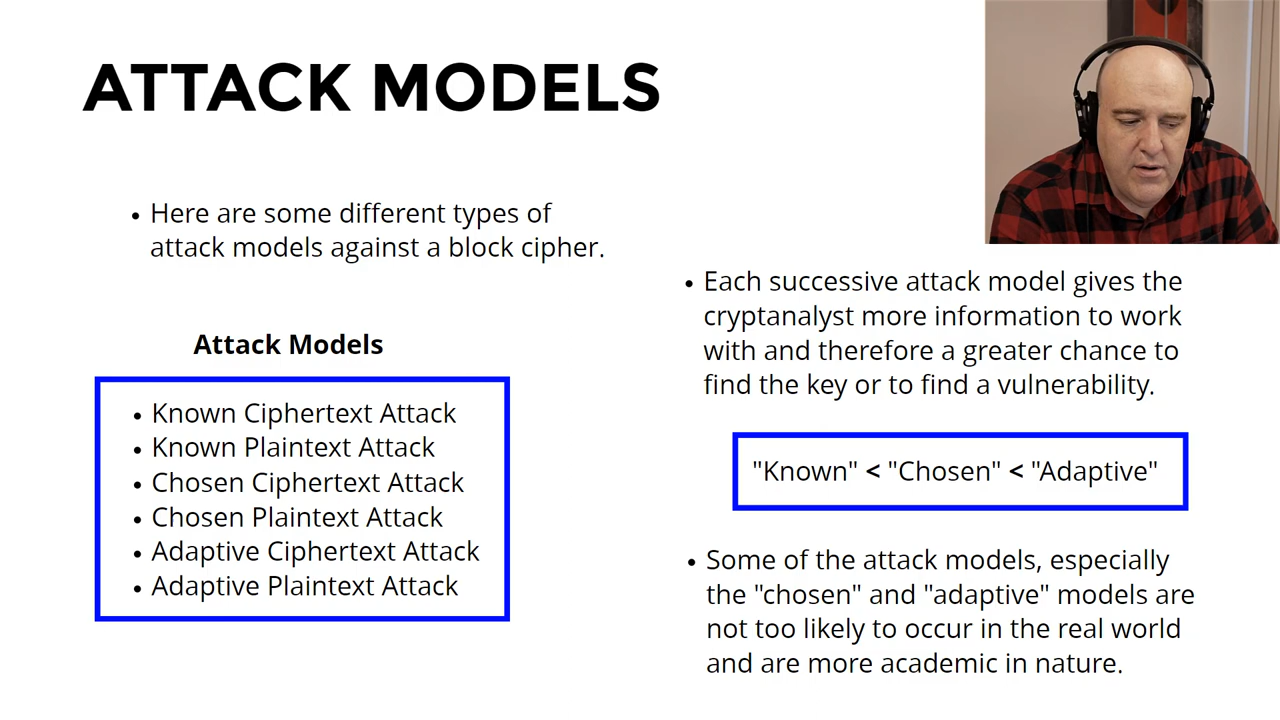 ATTACK MODELS
• Here are some different types of
attack models against a block cipher.
Attack Models
• Known Ciphertext Attack
• Known Plaintext Attack
• Chosen Ciphertext Attack
• Chosen Plaintext Attack
• Adaptive Ciphertext Attack
• Adaptive Plaintext Attack
• Each successive attack model gives the
cryptanalyst more information to work
with and therefore a greater chance to
find the key or to find a vulnerability.
"Known" < "Chosen" < "Adaptive"
• Some of the attack models, especially
the "chosen" and "adaptive" models are
not too likely to occur in the real world
and are more academic in nature.